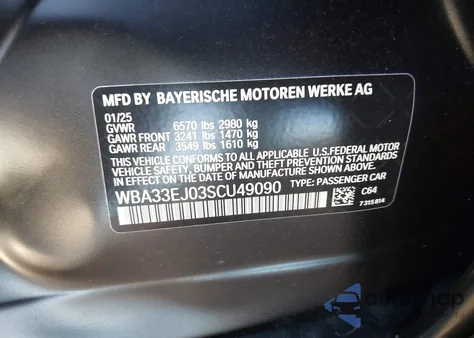 MFD BY BAYERISCHE MOTOREN WERKE AG
01/25
GVWR 6570 lbs 2980 kg
GAWR FRONT 3241 lbs 1470 kg
GAWR REAR 3549 lbs 1610 kg
THIS VEHICLE CONFORMS TO ALL APPLICABLE U.S.FEDERAL MOTOR
VEHICLE SAFETY, BUMPER, AND THEFT PREVENTION STANDARDS
IN EFFECT ON THE DATE OF MANUFACTURE SHOWN ABOVE.
WBA33EJ03SCU49090 TYPE: PASSENGER CAR C64
7315814